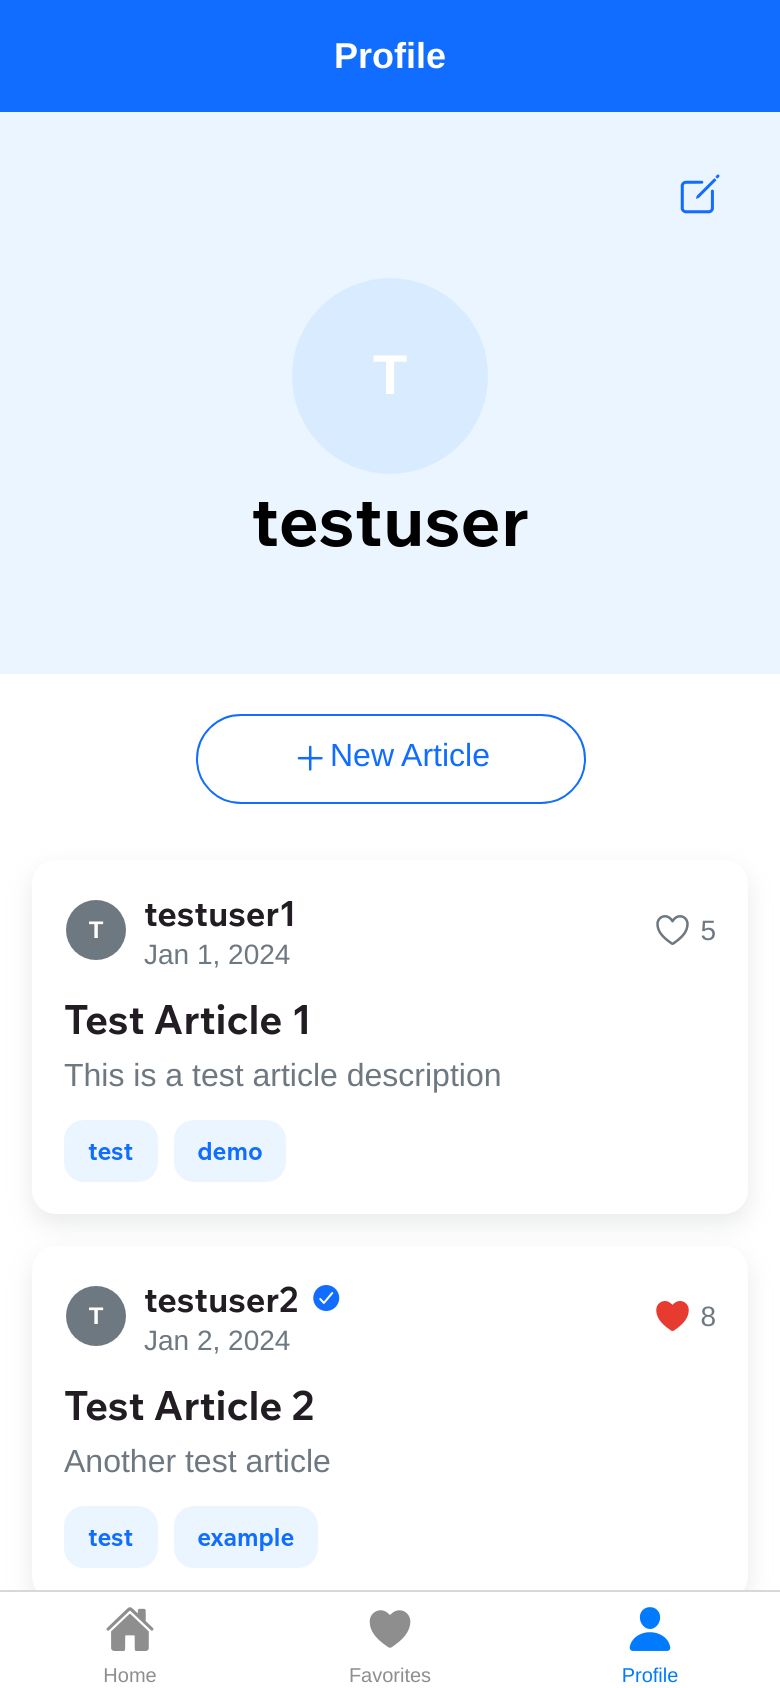 Profile
T
testuser
New Article
T
testuser1
Jan 1, 2024
5
Test Article 1
This is a test article description
test demo
T
testuser2
Jan 2, 2024
8
Test Article 2
Another test article
test example
Home Favorites Profile